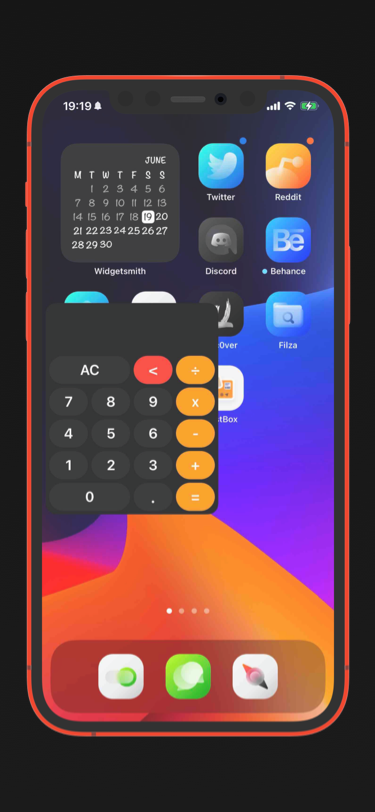 19:19
JUNE
M T W T F S S
1 2 3 4 5 6
7 8 9 10 11 12 13
14 15 16 17 18 19 20
21 22 23 24 25 26 27
28 29 30
Widgetsmith
Twitter
Reddit
Discord
Bē
Behance
0ver
Filza
tBox
AC < ÷
7 8 9 x
4 5 6 -
1 2 3 +
0 . =